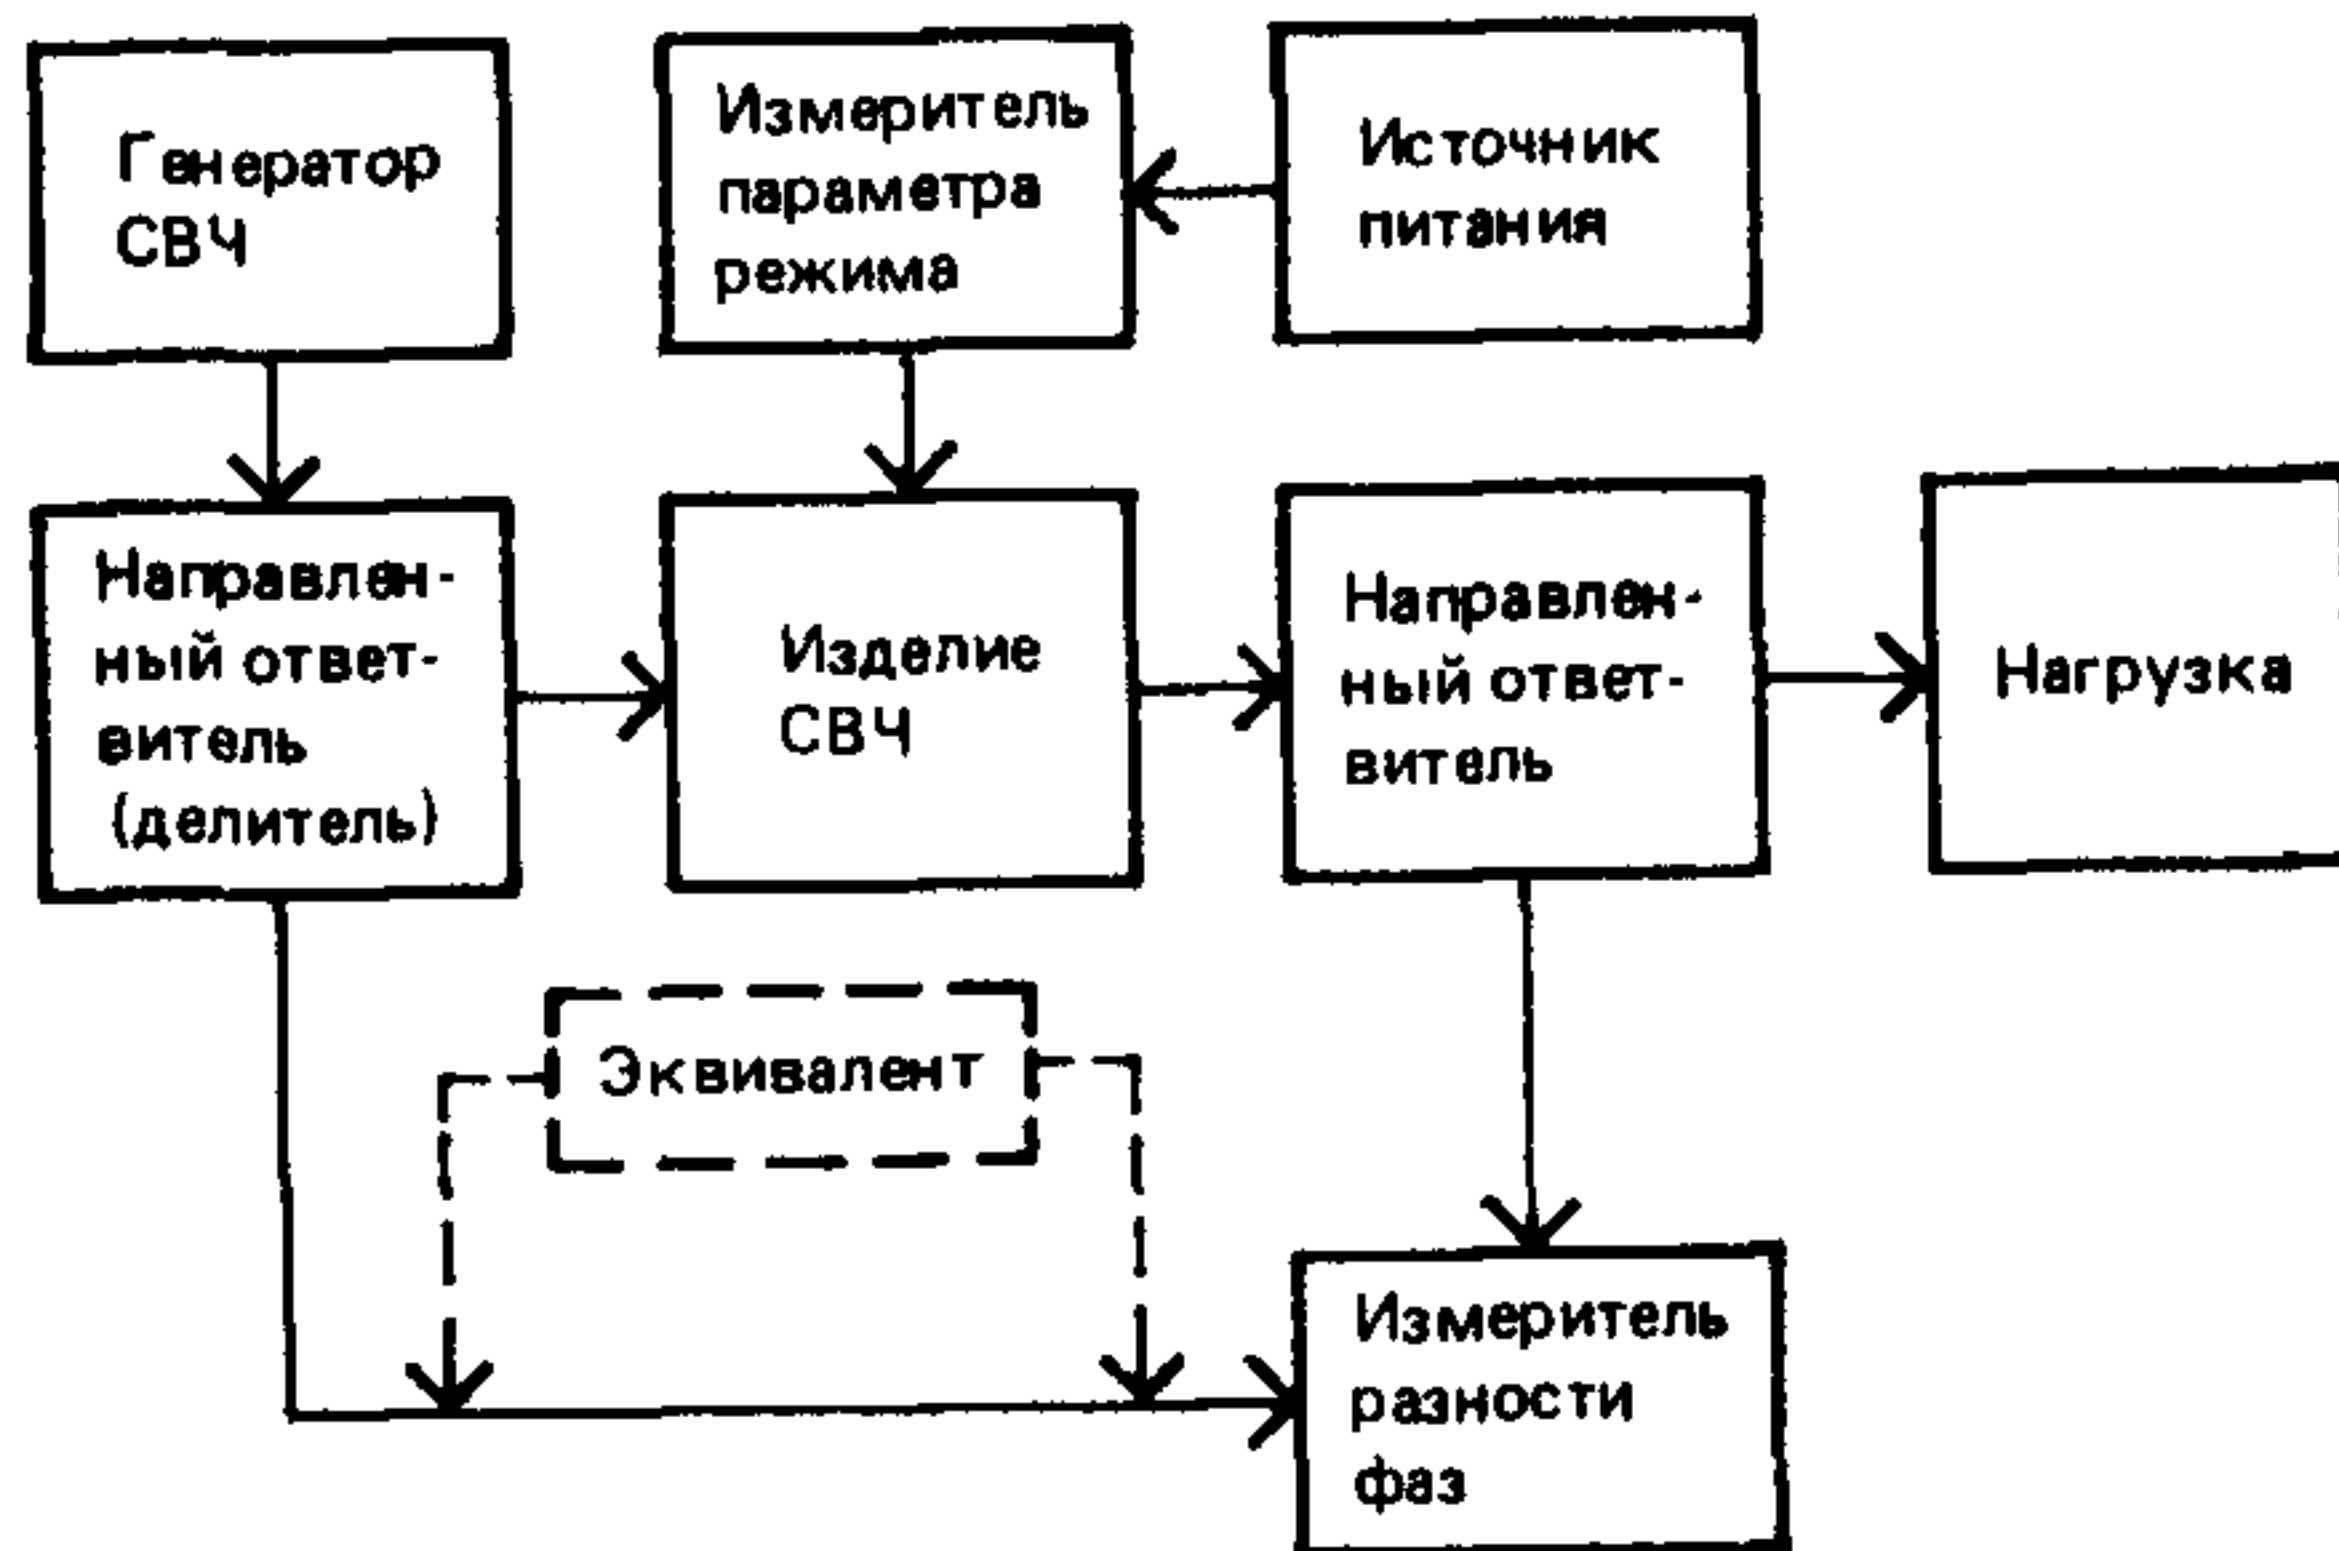 Генератор
СВЧ
Измеритель
параметра
режима
Источник
питания
Направлен-
ный ответ-
витель
(делитель)
Изделие
СВЧ
Направлен-
ный ответ-
витель
Нагрузка
Эквивалент
Измеритель
разности
фаз